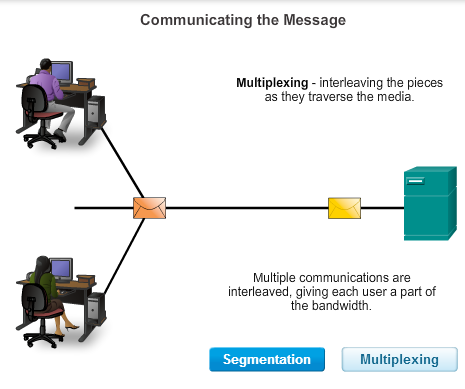 Communicating the Message
Multiplexing - interleaving the pieces
as they traverse the media.
Multiple communications are
interleaved, giving each user a part of
the bandwidth.
Segmentation
Multiplexing